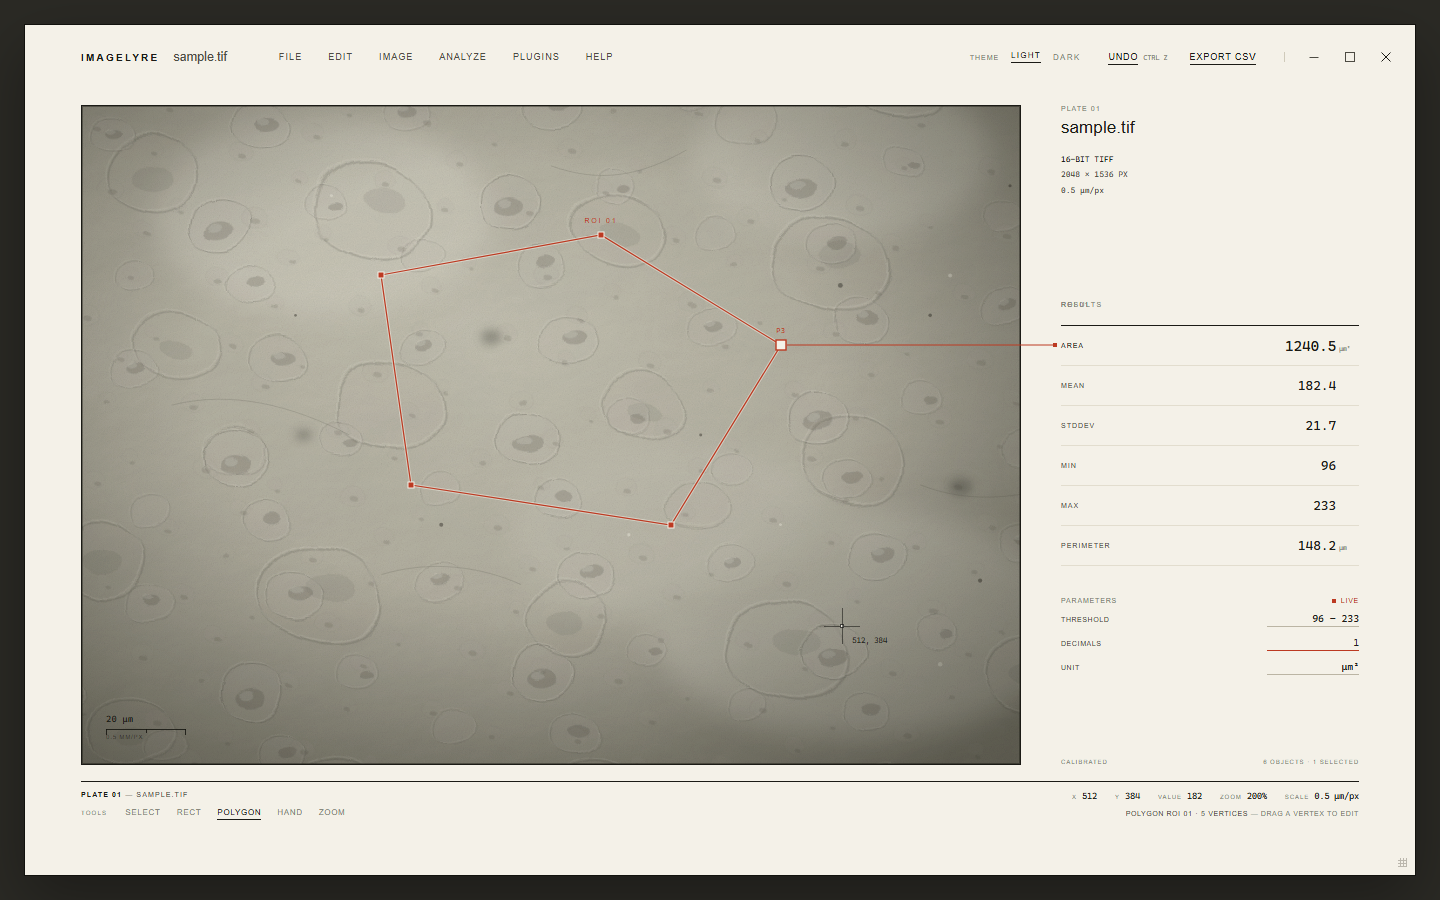 IMAGELYRE sample.tif FILE EDIT IMAGE ANALYZE PLUGINS HELP THEME LIGHT DARK UNDO CTRL Z EXPORT CSV
PLATE 01
sample.tif
16-BIT TIFF
2048 × 1536 PX
0.5 µm/px
ROI 01
P3
RESULTS
AREA 1240.5 µm²
MEAN 182.4
STDDEV 21.7
MIN 96
MAX 233
PERIMETER 148.2 µm
PARAMETERS LIVE
THRESHOLD 96 – 233
DECIMALS 1
UNIT µm²
512, 384
20 µm
CALIBRATED 6 OBJECTS · 1 SELECTED
PLATE 01 — SAMPLE.TIF
X 512 Y 384 VALUE 182 ZOOM 200% SCALE 0.5 µm/px
TOOLS SELECT RECT POLYGON HAND ZOOM
POLYGON ROI 01 · 5 VERTICES — DRAG A VERTEX TO EDIT